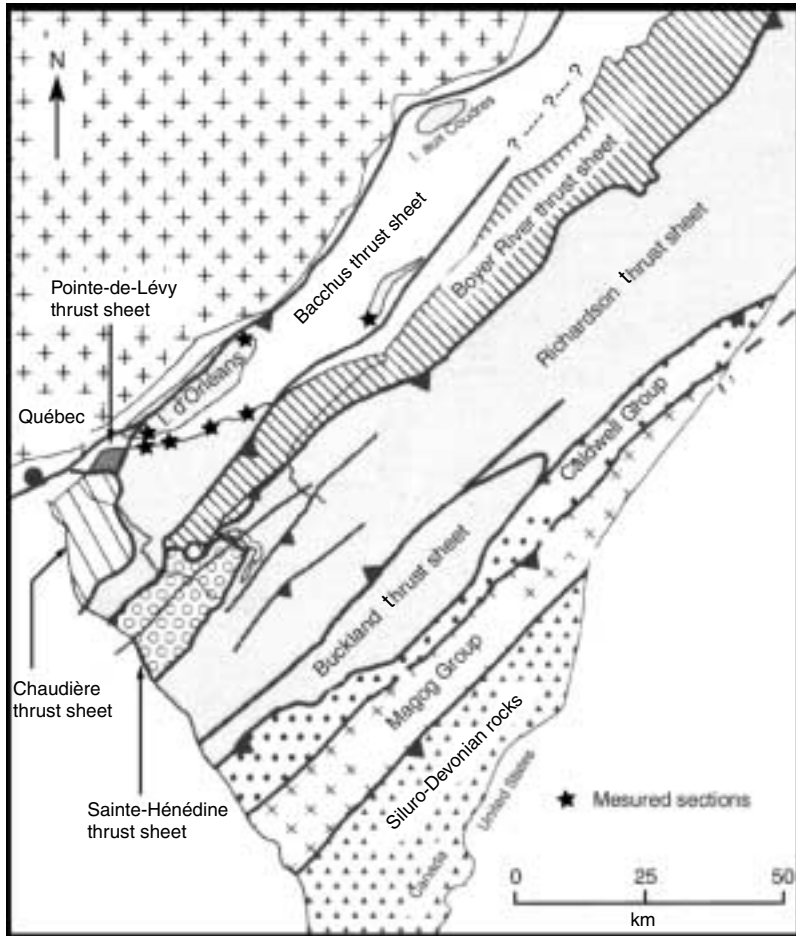 N
I. aux Coudres
? ---- ? --- ?
Bacchus thrust sheet
Boyer River thrust sheet
Richardson thrust sheet
Pointe-de-Lévy
thrust sheet
I. d'Orléans
Québec
Caldwell Group
Buckland thrust sheet
Magog Group
Chaudière
thrust sheet
Siluro-Devonian rocks
Sainte-Hénédine
thrust sheet
United States
Canada
Mesured sections
0 25 50
km